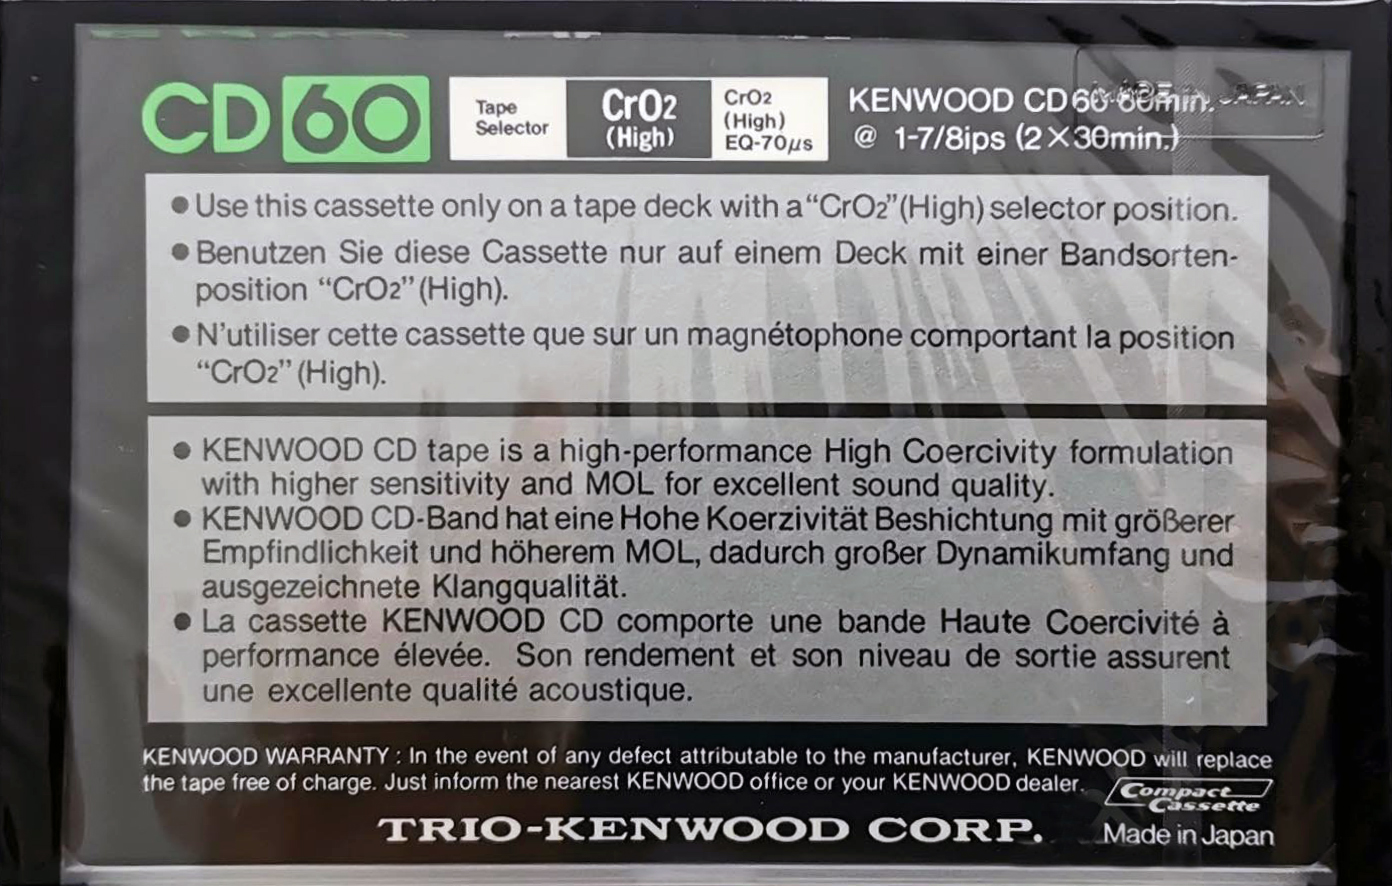 CD 60
Tape
Selector
CrO2
(High)
CrO2
(High)
EQ-70μs
KENWOOD CD60 60min.
MADE IN JAPAN
@ 1-7/8ips (2×30min.)
●Use this cassette only on a tape deck with a “CrO2” (High) selector position.
●Benutzen Sie diese Cassette nur auf einem Deck mit einer Bandsorten-
position “CrO2” (High).
●N'utiliser cette cassette que sur un magnétophone comportant la position
“CrO2” (High).
● KENWOOD CD tape is a high-performance High Coercivity formulation
with higher sensitivity and MOL for excellent sound quality.
● KENWOOD CD-Band hat eine Hohe Koerzivität Beshichtung mit größerer
Empfindlichkeit und höherem MOL, dadurch großer Dynamikumfang und
ausgezeichnete Klangqualität.
● La cassette KENWOOD CD comporte une bande Haute Coercivité à
performance élevée. Son rendement et son niveau de sortie assurent
une excellente qualité acoustique.
KENWOOD WARRANTY : In the event of any defect attributable to the manufacturer, KENWOOD will replace
the tape free of charge. Just inform the nearest KENWOOD office or your KENWOOD dealer.
Compact
Cassette
TRIO-KENWOOD CORP.
Made in Japan